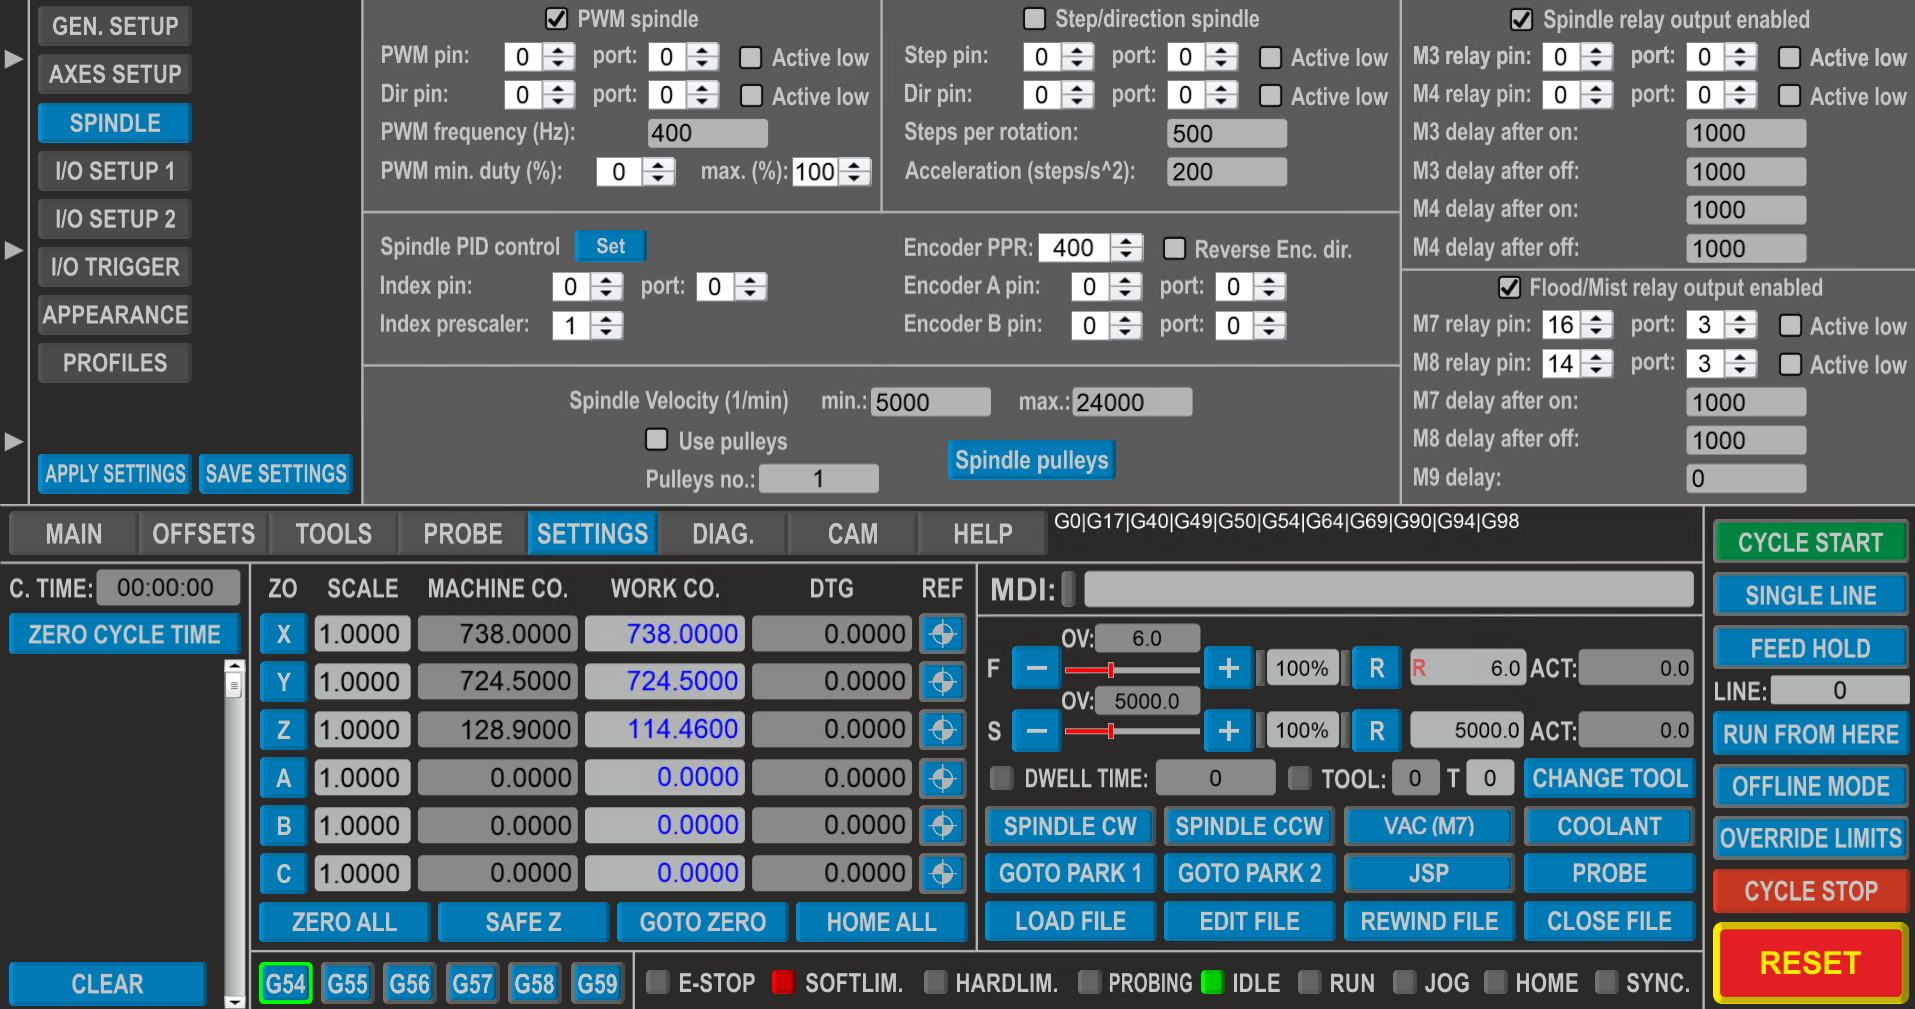 GEN. SETUP
AXES SETUP
SPINDLE
I/O SETUP 1
I/O SETUP 2
I/O TRIGGER
APPEARANCE
PROFILES
APPLY SETTINGS SAVE SETTINGS
PWM spindle
PWM pin: 0 port: 0 Active low
Dir pin: 0 port: 0 Active low
PWM frequency (Hz): 400
PWM min. duty (%): 0 max. (%): 100
Step/direction spindle
Step pin: 0 port: 0 Active low
Dir pin: 0 port: 0 Active low
Steps per rotation: 500
Acceleration (steps/s^2): 200
Spindle PID control Set
Index pin: 0 port: 0
Index prescaler: 1
Encoder PPR: 400 Reverse Enc. dir.
Encoder A pin: 0 port: 0
Encoder B pin: 0 port: 0
Spindle Velocity (1/min) min.: 5000 max.: 24000
Use pulleys
Pulleys no.: 1
Spindle pulleys
Spindle relay output enabled
M3 relay pin: 0 port: 0 Active low
M4 relay pin: 0 port: 0 Active low
M3 delay after on: 1000
M3 delay after off: 1000
M4 delay after on: 1000
M4 delay after off: 1000
Flood/Mist relay output enabled
M7 relay pin: 16 port: 3 Active low
M8 relay pin: 14 port: 3 Active low
M7 delay after on: 1000
M8 delay after off: 1000
M9 delay: 0
MAIN OFFSETS TOOLS PROBE SETTINGS DIAG. CAM HELP
G0|G17|G40|G49|G50|G54|G64|G69|G90|G94|G98
C. TIME: 00:00:00
ZERO CYCLE TIME
CLEAR
ZO SCALE MACHINE CO. WORK CO. DTG REF
X 1.0000 738.0000 738.0000 0.0000
Y 1.0000 724.5000 724.5000 0.0000
Z 1.0000 128.9000 114.4600 0.0000
A 1.0000 0.0000 0.0000 0.0000
B 1.0000 0.0000 0.0000 0.0000
C 1.0000 0.0000 0.0000 0.0000
ZERO ALL SAFE Z GOTO ZERO HOME ALL
G54 G55 G56 G57 G58 G59
MDI:
OV: 6.0
F − + 100% R R 6.0 ACT: 0.0
OV: 5000.0
S − + 100% R 5000.0 ACT: 0.0
DWELL TIME: 0 TOOL: 0 T 0 CHANGE TOOL
SPINDLE CW SPINDLE CCW VAC (M7) COOLANT
GOTO PARK 1 GOTO PARK 2 JSP PROBE
LOAD FILE EDIT FILE REWIND FILE CLOSE FILE
E-STOP SOFTLIM. HARDLIM. PROBING IDLE RUN JOG HOME SYNC.
CYCLE START
SINGLE LINE
FEED HOLD
LINE: 0
RUN FROM HERE
OFFLINE MODE
OVERRIDE LIMITS
CYCLE STOP
RESET